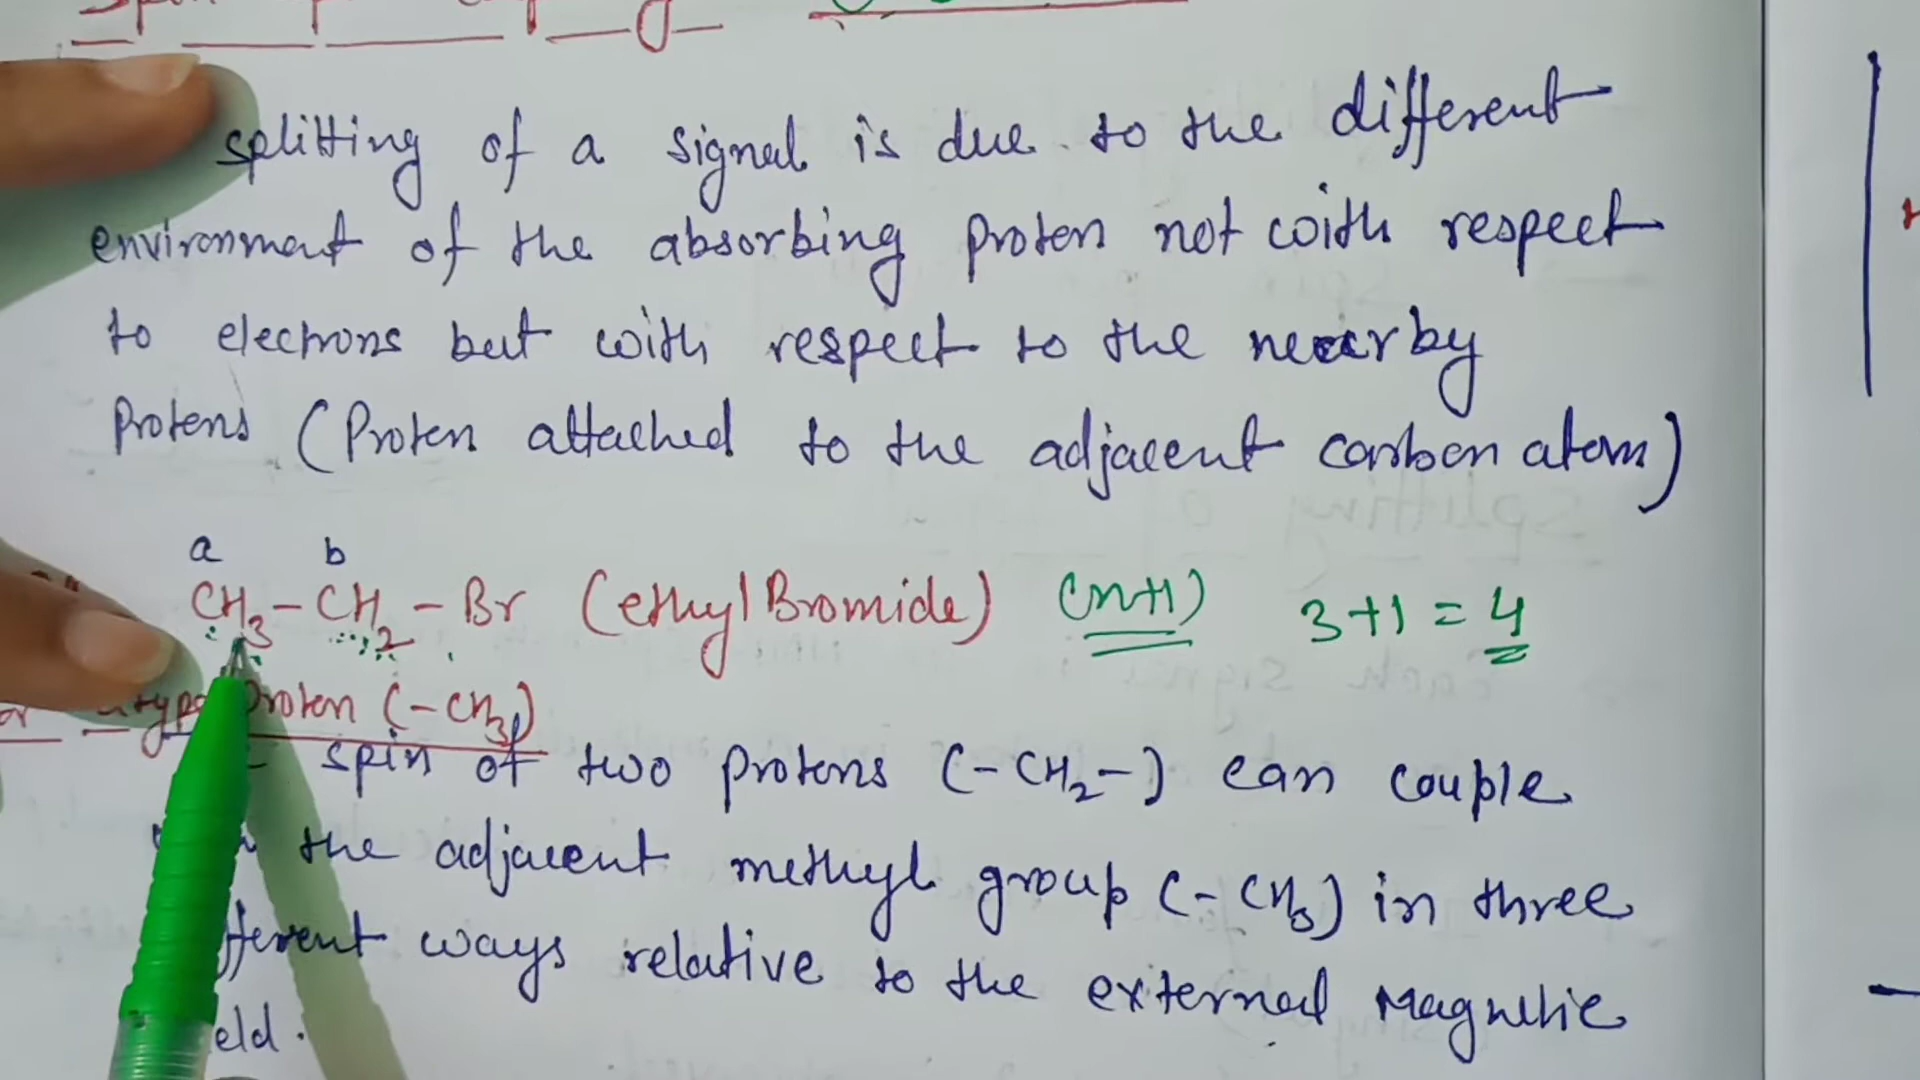 splitting of a signal is due to the different
environment of the absorbing proton not with respect
to electrons but with respect to the nearby
Protons (Proton attached to the adjacent carbon atom)
a b
CH3 - CH2 - Br (ethyl Bromide) (n+1) 3+1 = 4
type Proton (-CH3)
spin of two protons (-CH2-) can couple
the adjacent methyl group (-CH3) in three
fferent ways relative to the external Magnetic
eld.